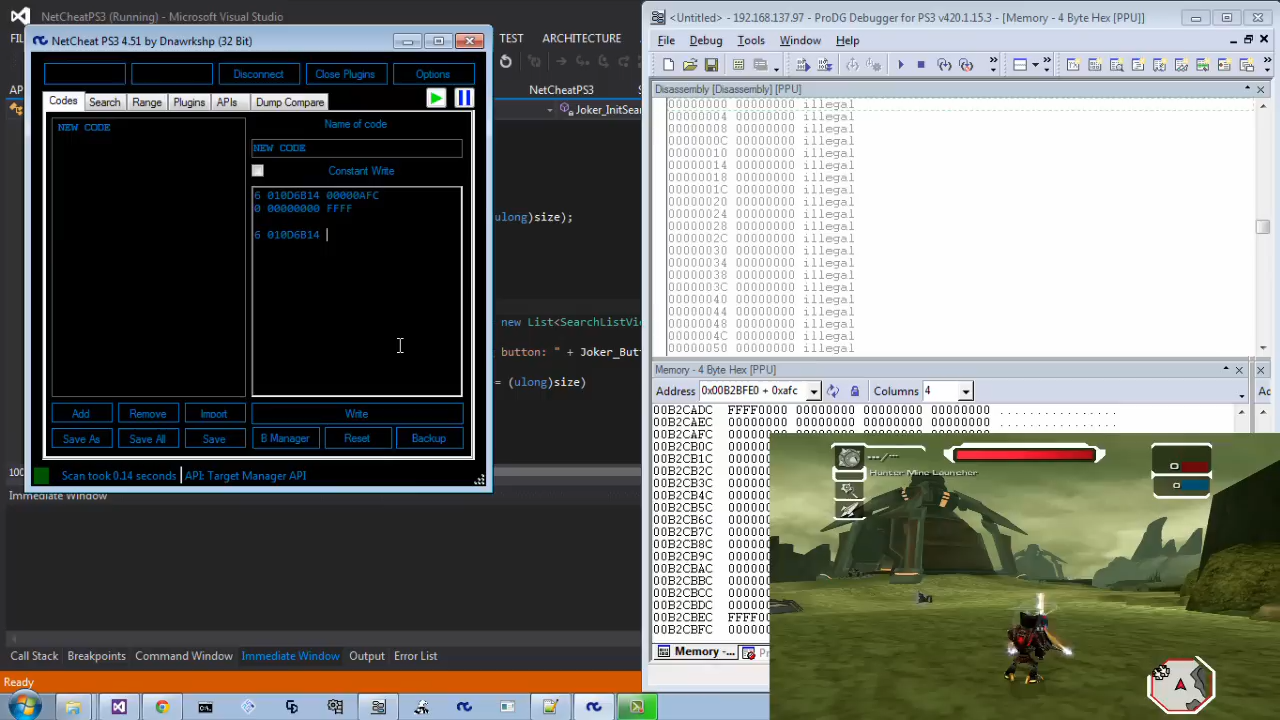 NetCheatPS3 (Running) - Microsoft Visual Studio
TEST ARCHITECTURE
NetCheatPS3
Joker_InitSear
ulong)size);
new List<SearchListVie
button: " + Joker_Butt
= (ulong)size)
NetCheat PS3 4.51 by Dnawrkshp (32 Bit)
Disconnect Close Plugins Options
Codes Search Range Plugins APIs Dump Compare
NEW CODE
Name of code
NEW CODE
Constant Write
6 010D6B14 00000AFC
0 00000000 FFFF
6 010D6B14
Add Remove Import Write
Save As Save All Save B Manager Reset Backup
Scan took 0.14 seconds API: Target Manager API
Immediate Window
Call Stack Breakpoints Command Window Immediate Window Output Error List
Ready
<Untitled> - 192.168.137.97 - ProDG Debugger for PS3 v420.1.15.3 - [Memory - 4 Byte Hex [PPU]]
File Debug Tools Window Help
Disassembly [Disassembly] [PPU]
00000000 00000000 illegal
00000004 00000000 illegal
00000008 00000000 illegal
0000000C 00000000 illegal
00000010 00000000 illegal
00000014 00000000 illegal
00000018 00000000 illegal
0000001C 00000000 illegal
00000020 00000000 illegal
00000024 00000000 illegal
00000028 00000000 illegal
0000002C 00000000 illegal
00000030 00000000 illegal
00000034 00000000 illegal
00000038 00000000 illegal
0000003C 00000000 illegal
00000040 00000000 illegal
00000044 00000000 illegal
00000048 00000000 illegal
0000004C 00000000 illegal
00000050 00000000 illegal
Memory - 4 Byte Hex [PPU]
Address 0x00B2BFE0 + 0xafc Columns 4
00B2CADC FFFF0000 00000000 00000000 00000000 ................
00B2CAEC
00B2CAFC
00B2CB0C
00B2CB1C
00B2CB2C
00B2CB3C
00B2CB4C
00B2CB5C
00B2CB6C
00B2CB7C
00B2CB8C
00B2CB9C
00B2CBAC
00B2CBBC
00B2CBCC
00B2CBDC
00B2CBEC
00B2CBFC
Memory -...
---/--
Hunter Mine Launcher
0
0